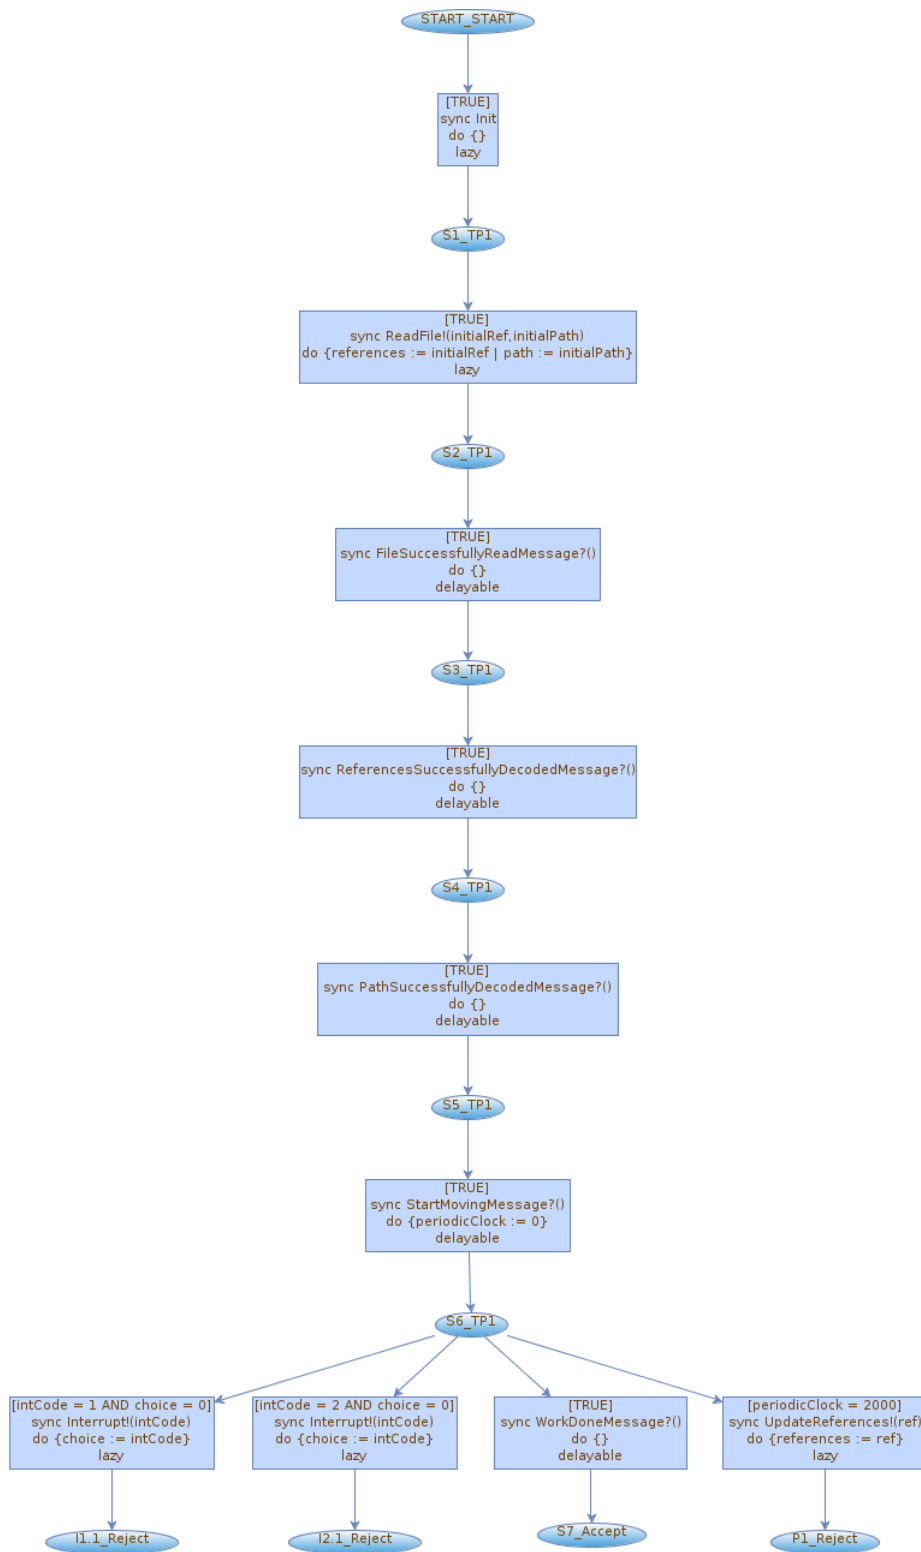 START_START
[TRUE]
sync Init
do {}
lazy
S1_TP1
[TRUE]
sync ReadFile!(initialRef,initialPath)
do {references := initialRef | path := initialPath}
lazy
S2_TP1
[TRUE]
sync FileSuccessfullyReadMessage?()
do {}
delayable
S3_TP1
[TRUE]
sync ReferencesSuccessfullyDecodedMessage?()
do {}
delayable
S4_TP1
[TRUE]
sync PathSuccessfullyDecodedMessage?()
do {}
delayable
S5_TP1
[TRUE]
sync StartMovingMessage?()
do {periodicClock := 0}
delayable
S6_TP1
[intCode = 1 AND choice = 0]
sync Interrupt!(intCode)
do {choice := intCode}
lazy
[intCode = 2 AND choice = 0]
sync Interrupt!(intCode)
do {choice := intCode}
lazy
[TRUE]
sync WorkDoneMessage?()
do {}
delayable
[periodicClock = 2000]
sync UpdateReferences!(ref)
do {references := ref}
lazy
I1.1_Reject
I2.1_Reject
S7_Accept
P1_Reject